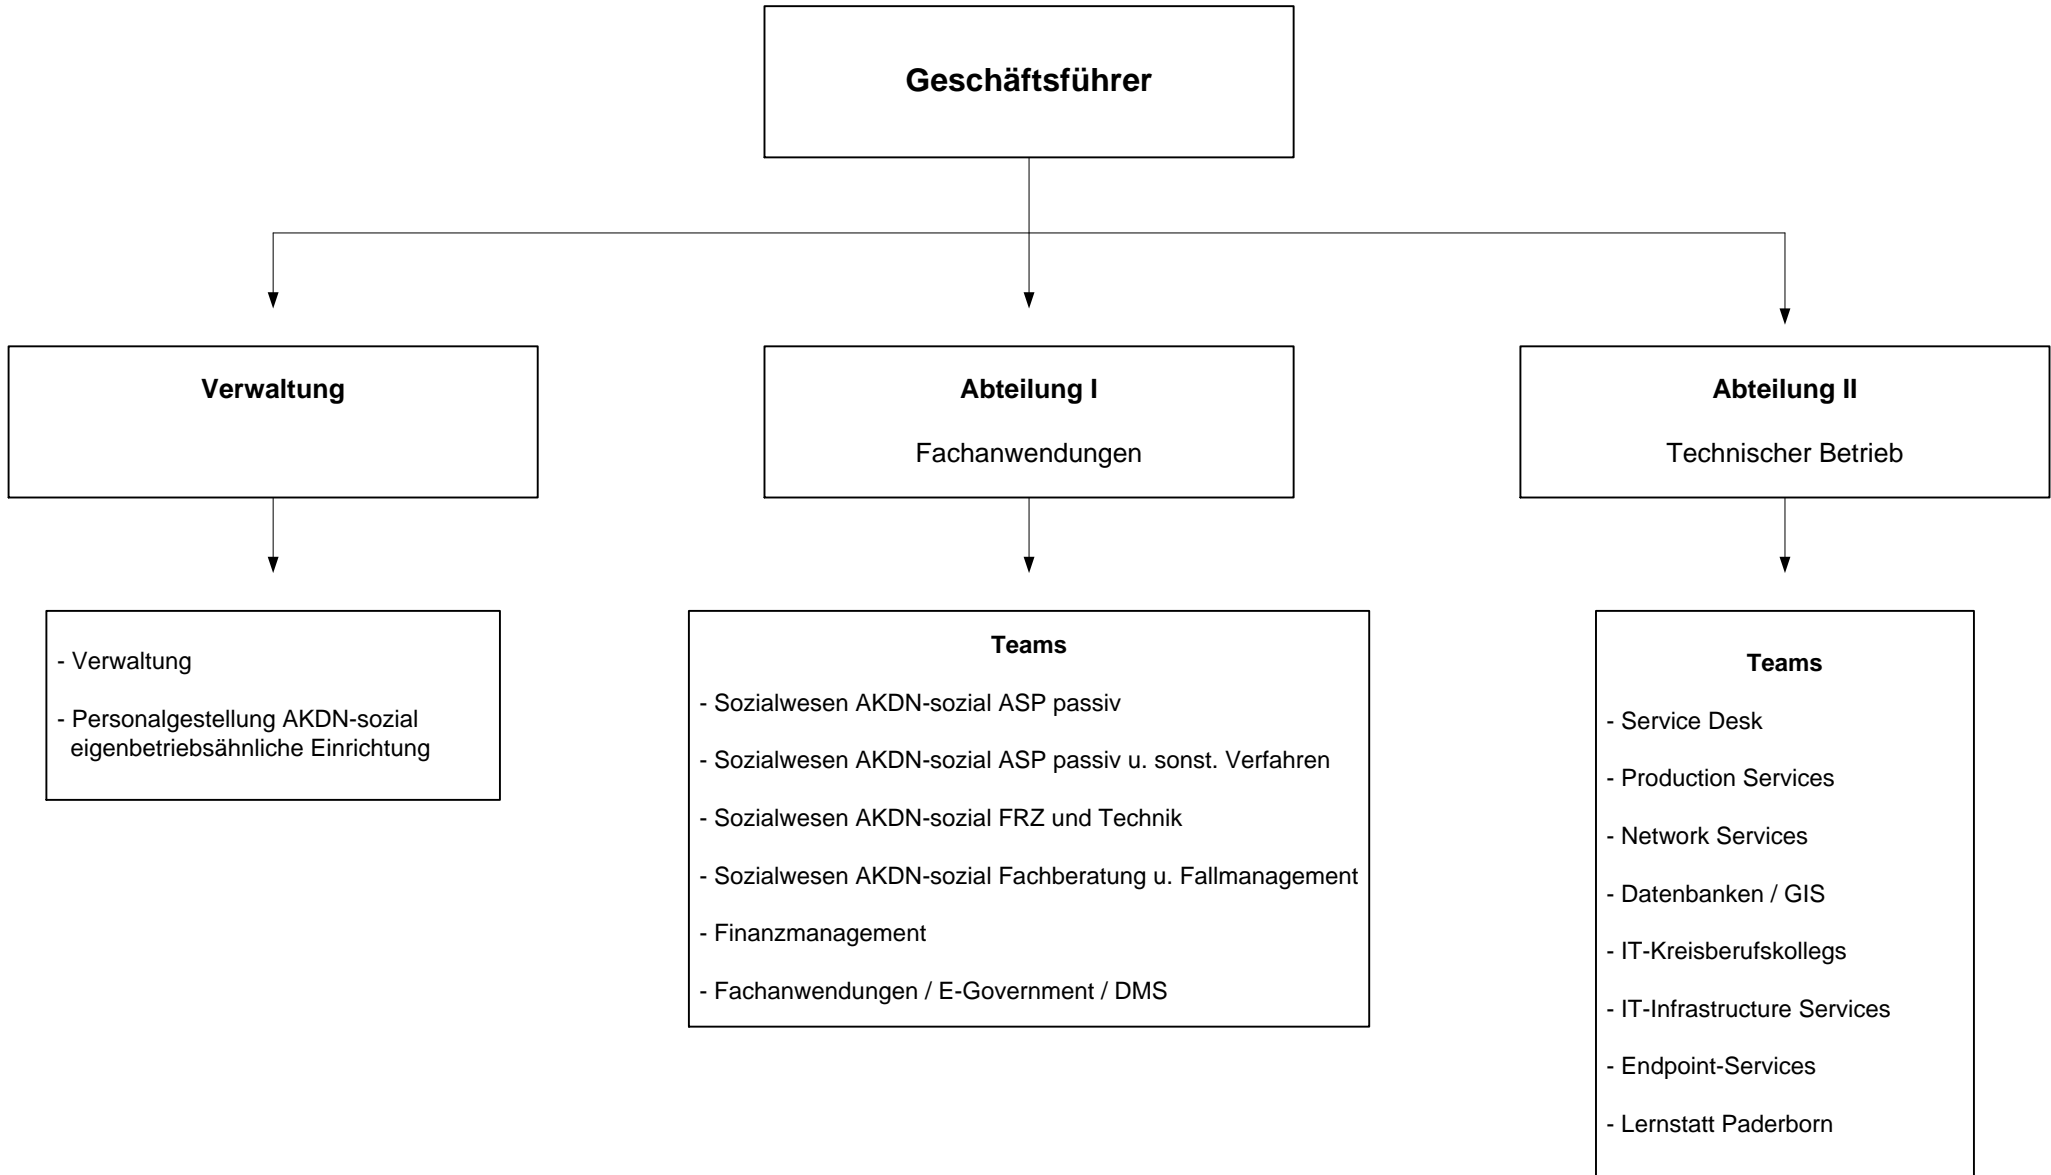 Geschäftsführer
Verwaltung
Abteilung I
Fachanwendungen
Abteilung II
Technischer Betrieb
- Verwaltung
- Personalgestellung AKDN-sozial
eigenbetriebsähnliche Einrichtung
Teams
- Sozialwesen AKDN-sozial ASP passiv
- Sozialwesen AKDN-sozial ASP passiv u. sonst. Verfahren
- Sozialwesen AKDN-sozial FRZ und Technik
- Sozialwesen AKDN-sozial Fachberatung u. Fallmanagement
- Finanzmanagement
- Fachanwendungen / E-Government / DMS
Teams
- Service Desk
- Production Services
- Network Services
- Datenbanken / GIS
- IT-Kreisberufskollegs
- IT-Infrastructure Services
- Endpoint-Services
- Lernstatt Paderborn